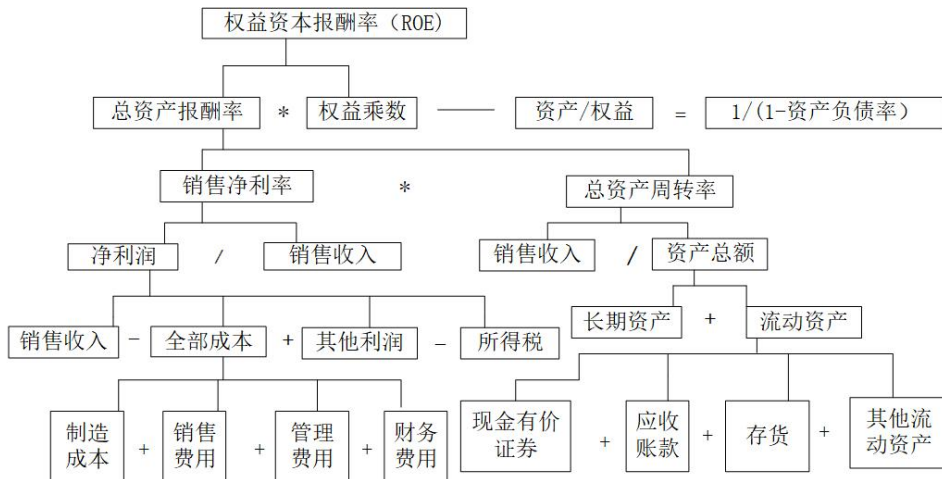 权益资本报酬率（ROE）
总资产报酬率 * 权益乘数 资产/权益 = 1/(1-资产负债率）
销售净利率 * 总资产周转率
净利润 / 销售收入 销售收入 / 资产总额
长期资产 + 流动资产
销售收入 - 全部成本 + 其他利润 - 所得税
制造 销售 管理 财务 现金有价 应收 存货 其他流
成本 + 费用 + 费用 + 费用 证券 + 账款 + + 动资产